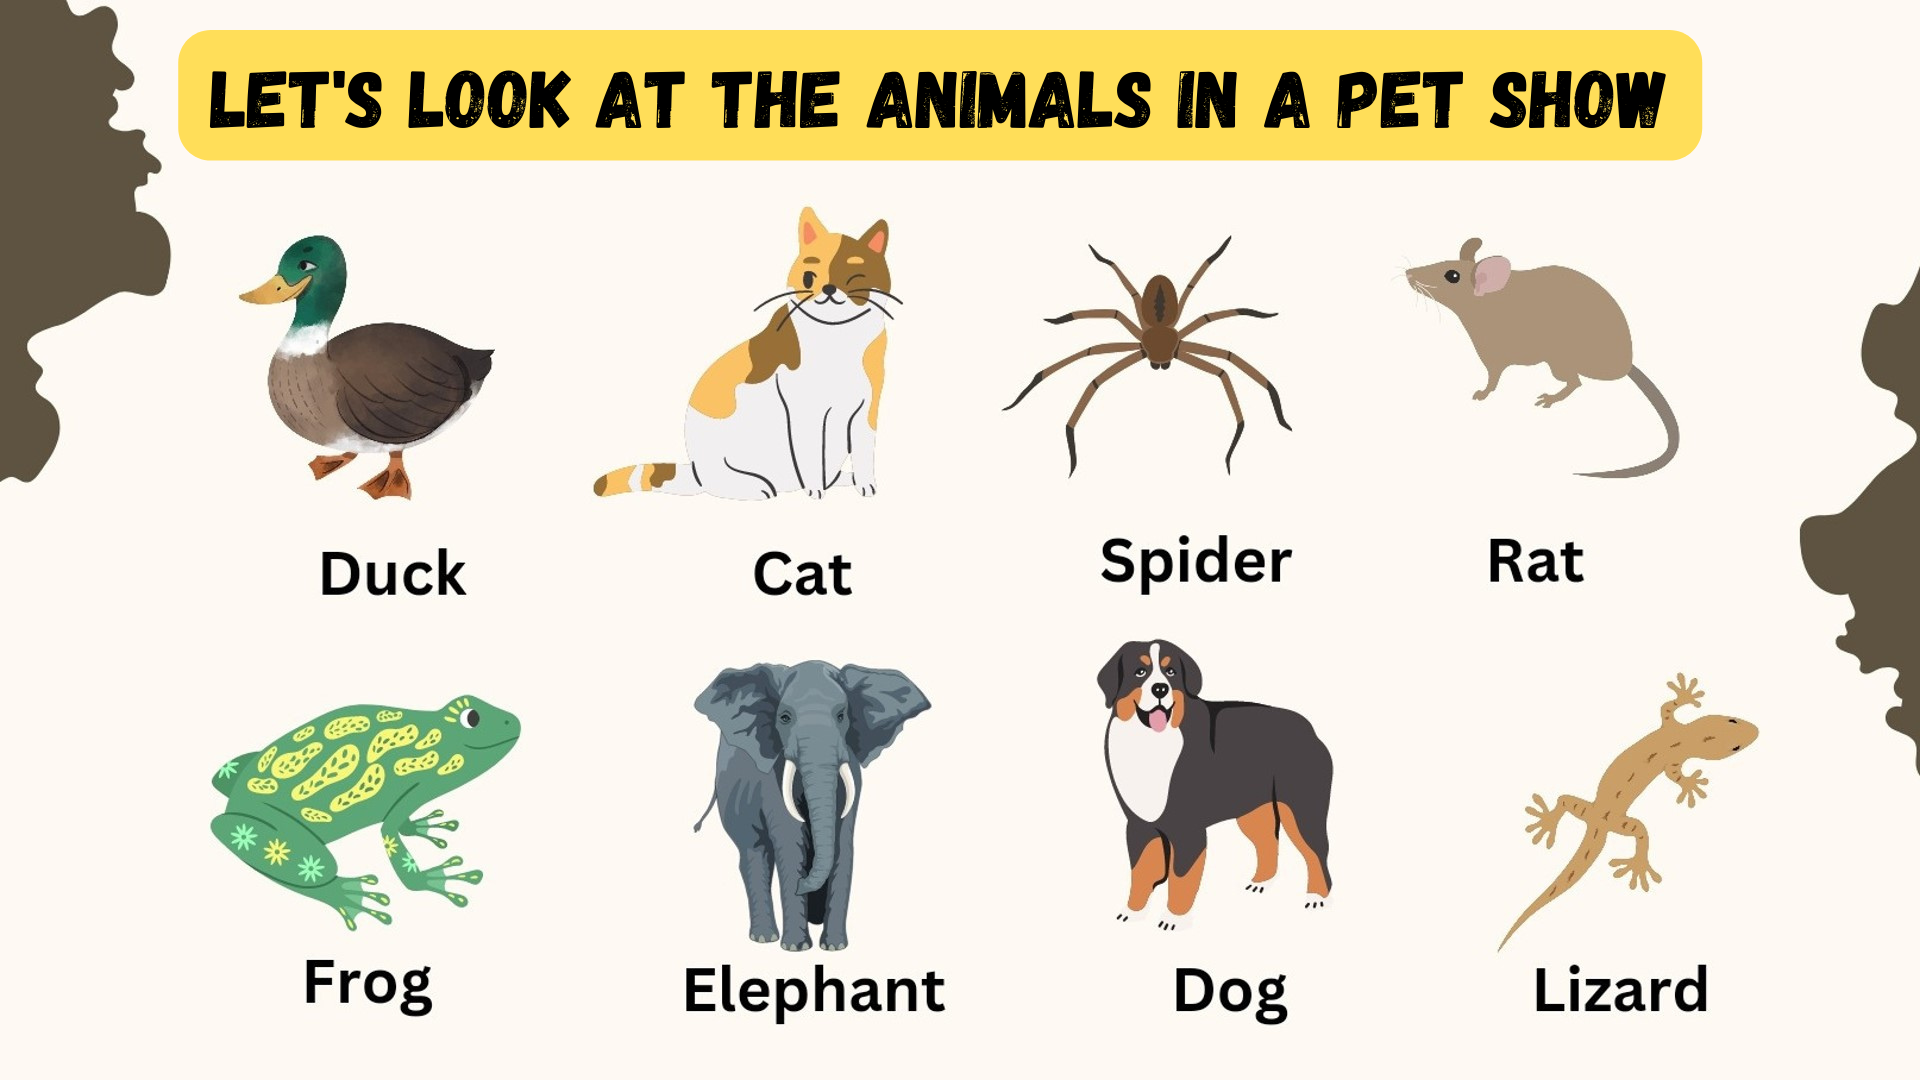 LET'S LOOK AT THE ANIMALS IN A PET SHOW
Duck
Cat
Spider
Rat
Frog
Elephant
Dog
Lizard